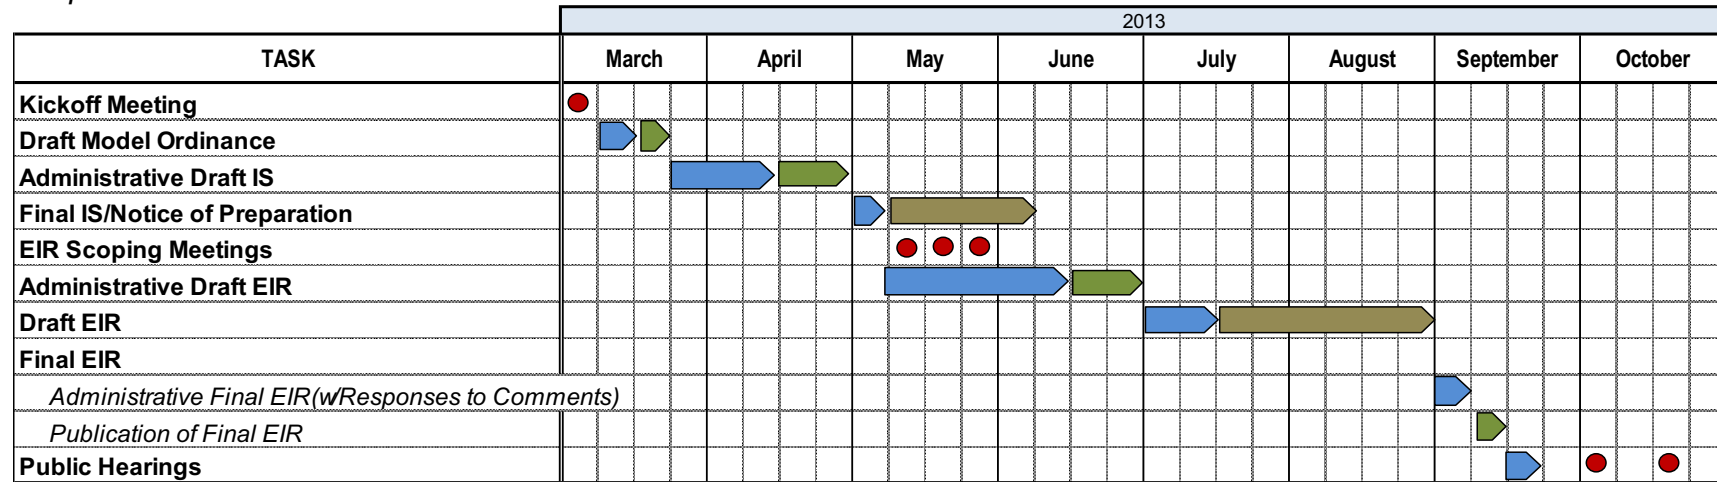 2013
TASK March April May June July August September October
Kickoff Meeting
Draft Model Ordinance
Administrative Draft IS
Final IS/Notice of Preparation
EIR Scoping Meetings
Administrative Draft EIR
Draft EIR
Final EIR
Administrative Final EIR(w/Responses to Comments)
Publication of Final EIR
Public Hearings